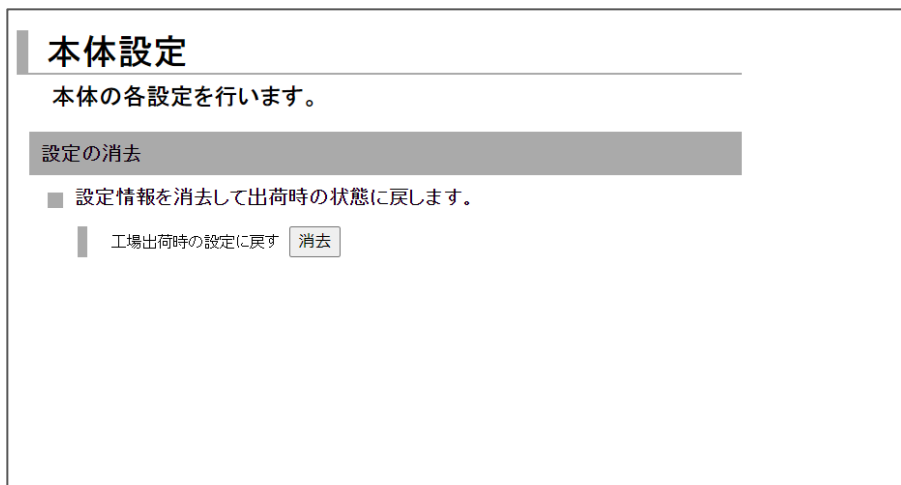 本体設定
本体の各設定を行います。
設定の消去
設定情報を消去して出荷時の状態に戻します。
工場出荷時の設定に戻す 消去